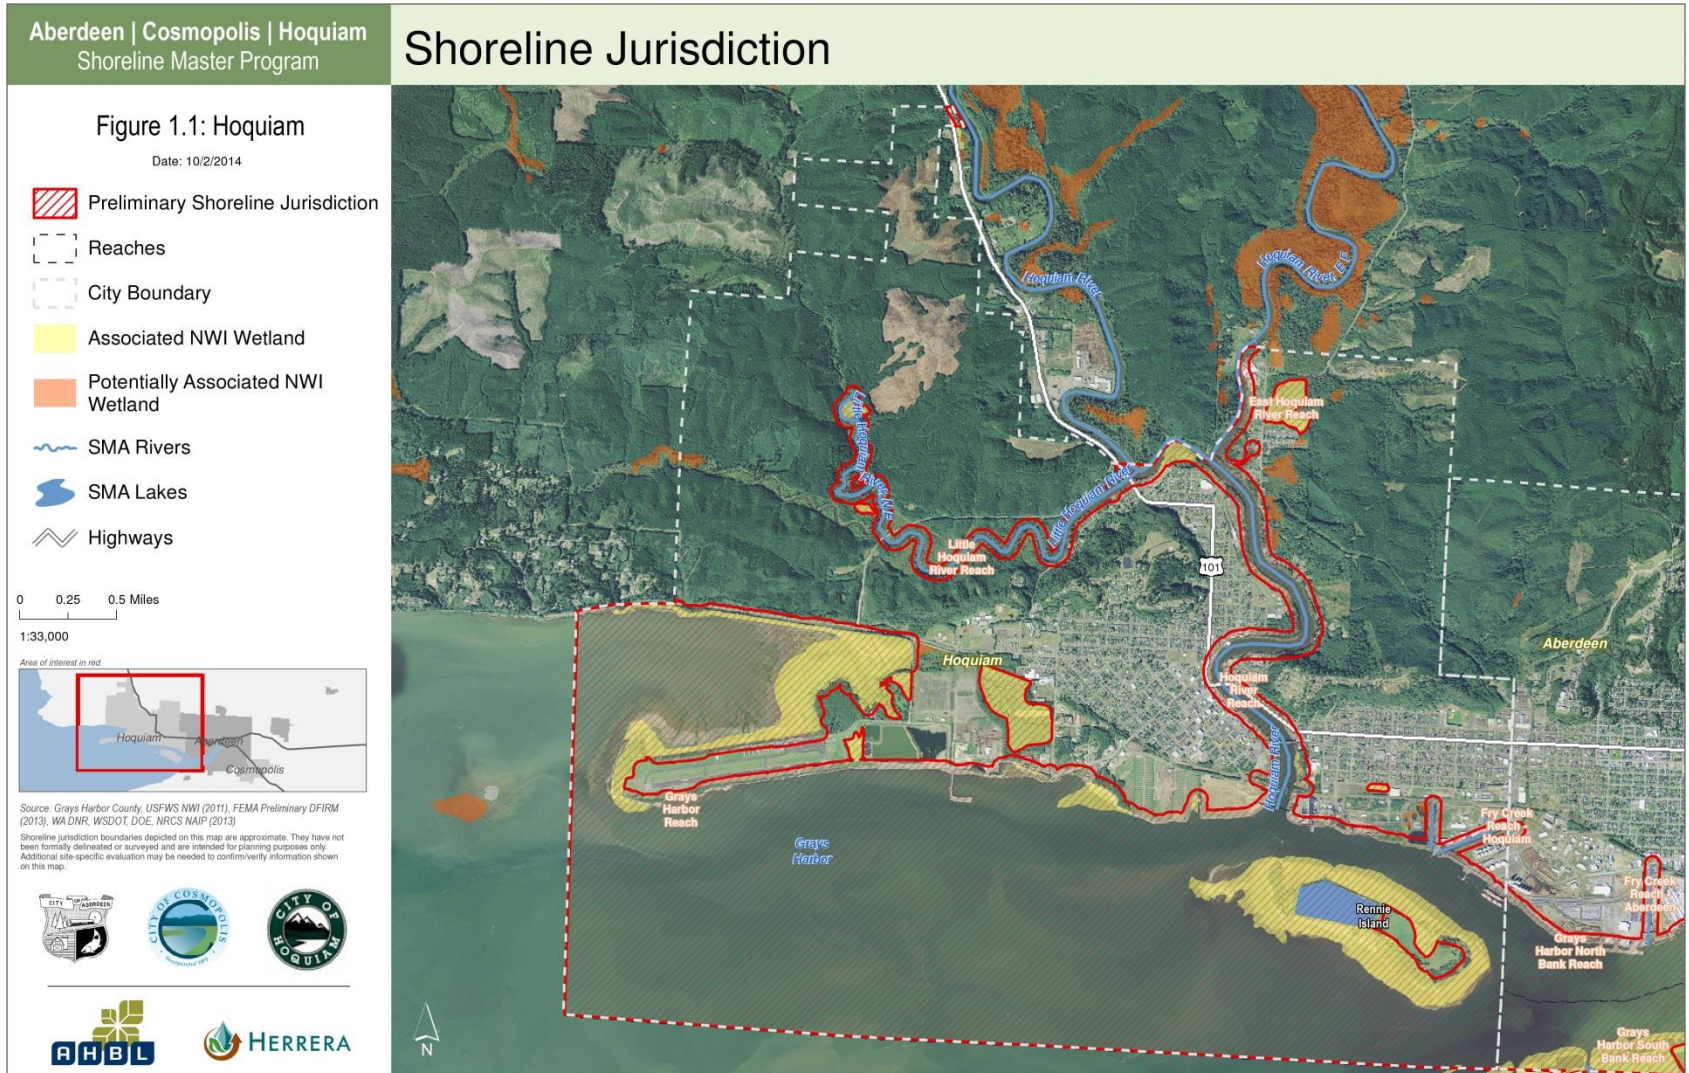 Aberdeen | Cosmopolis | Hoquiam
Shoreline Master Program
Shoreline Jurisdiction
Figure 1.1: Hoquiam
Date: 10/2/2014
Preliminary Shoreline Jurisdiction
Reaches
City Boundary
Associated NWI Wetland
Potentially Associated NWI
Wetland
SMA Rivers
SMA Lakes
Highways
0 0.25 0.5 Miles
1:33,000
Area of interest in red
Hoquiam
Aberdeen
Cosmopolis
Source: Grays Harbor County, USFWS NWI (2011), FEMA Preliminary DFIRM
(2013), WA DNR, WSDOT, DOE, NRCS NAIP (2013)
Shoreline jurisdiction boundaries depicted on this map are approximate. They have not
been formally delineated or surveyed and are intended for planning purposes only.
Additional site-specific evaluation may be needed to confirm/verify information shown
on this map.
CITY OF ABERDEEN
CITY OF COSMOPOLIS
CITY OF HOQUIAM
AHBL
HERRERA
Hoquiam River
Hoquiam River, E F
East Hoquiam
River Reach
Little Hoquiam
River, N F
Little Hoquiam River
Little
Hoquiam
River Reach
101
Aberdeen
Hoquiam
Hoquiam
River
Reach
Hoquiam River
Grays
Harbor
Reach
Grays
Harbor
Fry Creek
Reach
Hoquiam
Fry Creek
Reach
Aberdeen
Rennie
Island
Grays
Harbor North
Bank Reach
Grays
Harbor South
Bank Reach
N